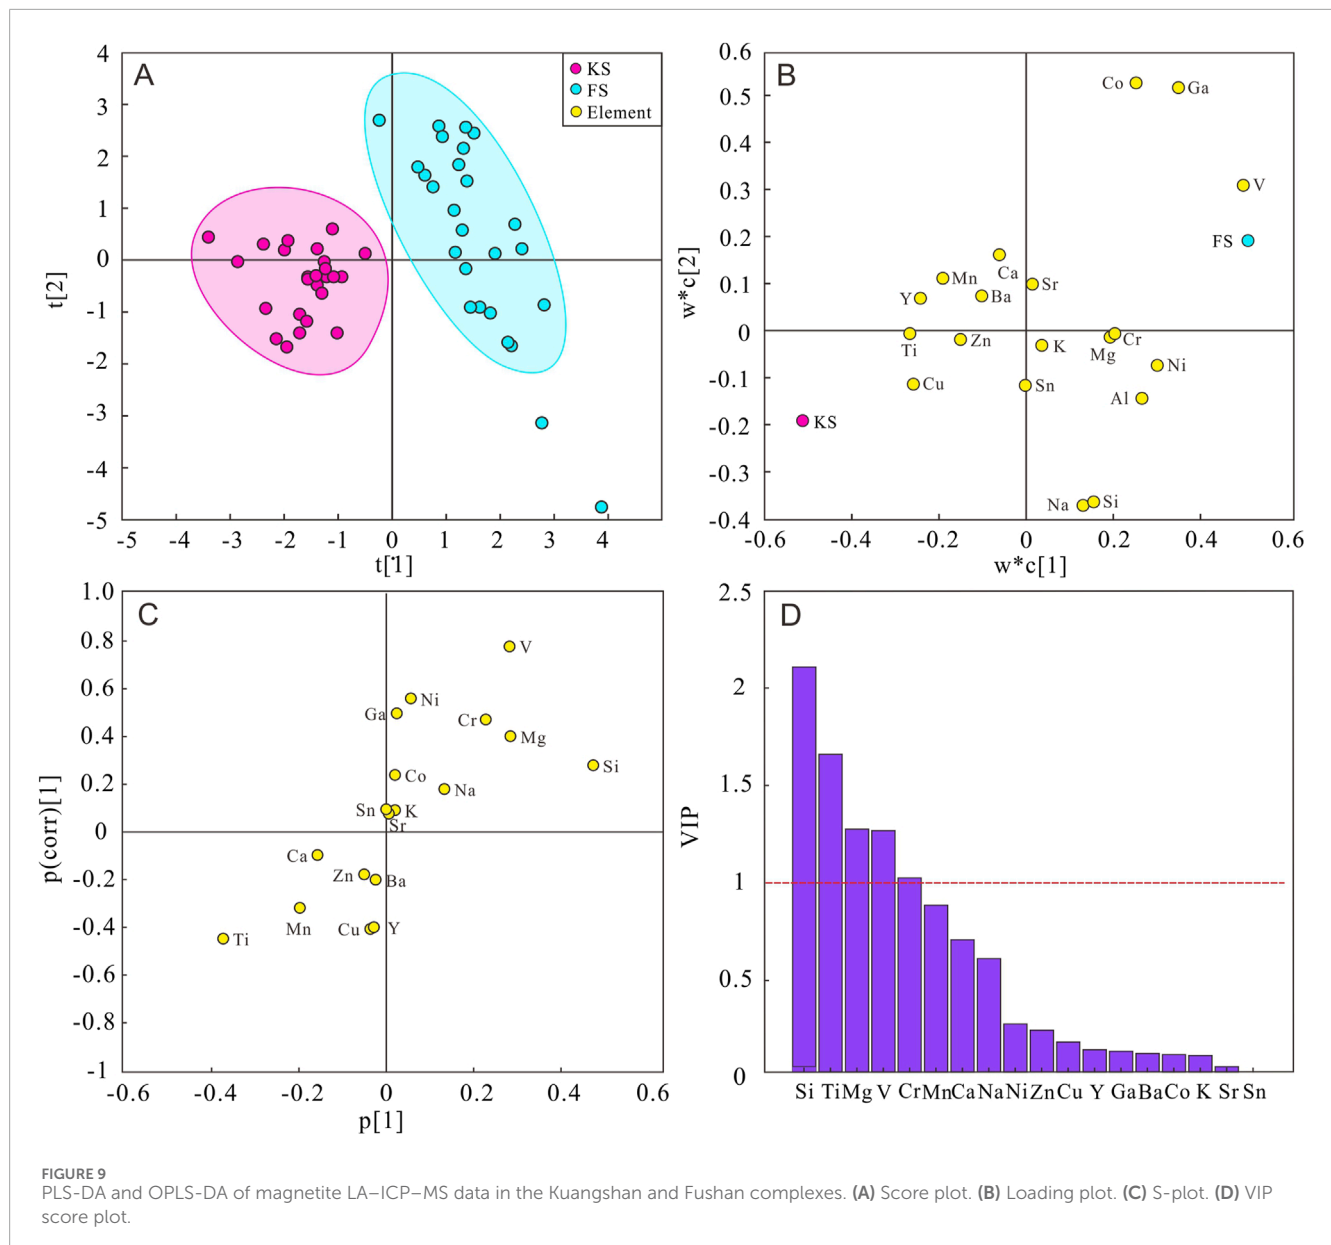 A
KS
FS
Element
4
3
2
1
0
-1
-2
-3
-4
-5
t[2]
-5 -4 -3 -2 -1 0 1 2 3 4
t[1]
B
0.6
0.5
0.4
0.3
0.2
0.1
0
-0.1
-0.2
-0.3
-0.4
w*c[2]
Co Ga
V
FS
Ca
Mn Sr
Y Ba
Ti Zn K Mg Cr
Ni
Cu Sn Al
KS
Na Si
-0.6 -0.4 -0.2 0 0.2 0.4 0.6
w*c[1]
C
1.0
0.8
0.6
0.4
0.2
0
-0.2
-0.4
-0.6
-0.8
-1
p(corr)[1]
V
Ni
Ga Cr
Mg
Si
Co
Na
Sn K
Sr
Ca
Zn Ba
Mn Cu Y
Ti
-0.6 -0.4 -0.2 0 0.2 0.4 0.6
p[1]
D
2.5
2
1.5
1
0.5
0
VIP
Si Ti Mg V Cr Mn Ca Na Ni Zn Cu Y Ga Ba Co K Sr Sn
FIGURE 9
PLS-DA and OPLS-DA of magnetite LA–ICP–MS data in the Kuangshan and Fushan complexes. (A) Score plot. (B) Loading plot. (C) S-plot. (D) VIP
score plot.